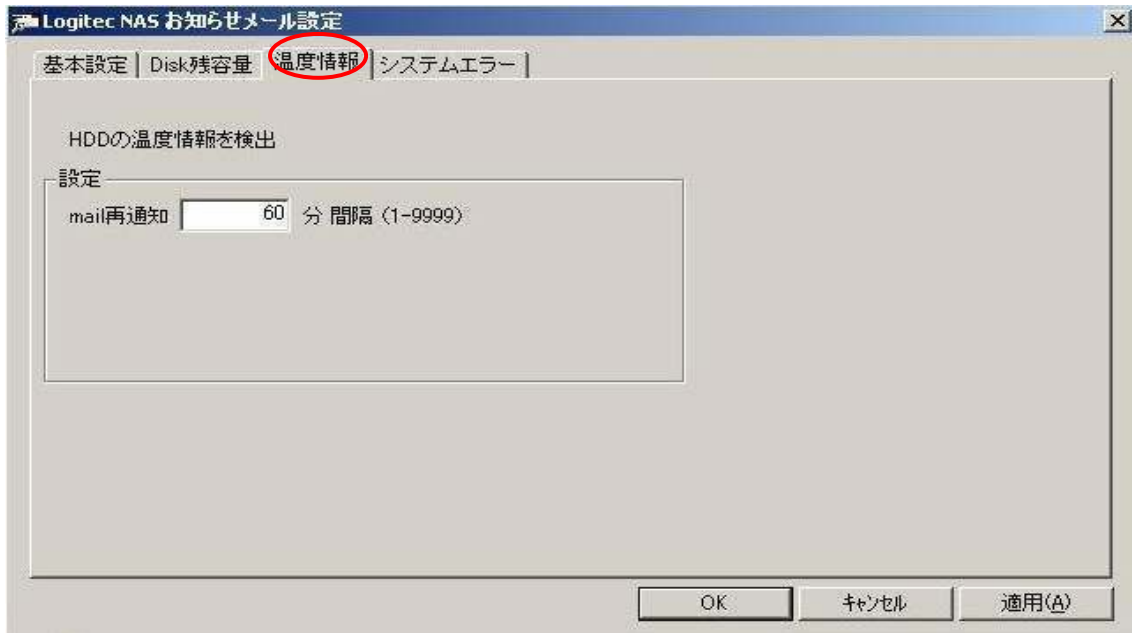 Logitec NAS お知らせメール設定
基本設定 Disk残容量 温度情報 システムエラー
HDDの温度情報を検出
設定
mail再通知 60 分 間隔 (1-9999)
OK キャンセル 適用(A)